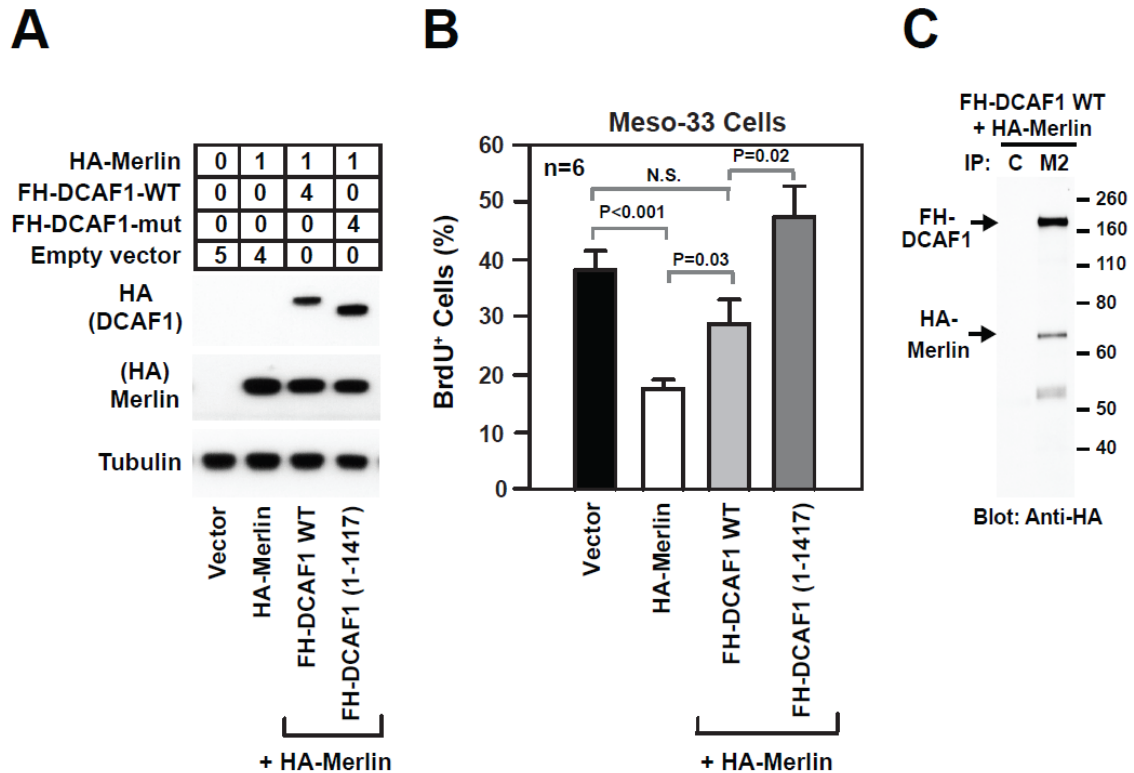 A
HA-Merlin 0 1 1 1
FH-DCAF1-WT 0 0 4 0
FH-DCAF1-mut 0 0 0 4
Empty vector 5 4 0 0
HA
(DCAF1)
(HA)
Merlin
Tubulin
Vector
HA-Merlin
FH-DCAF1 WT
FH-DCAF1 (1-1417)
+ HA-Merlin
B
Meso-33 Cells
n=6
P=0.02
N.S.
P<0.001
P=0.03
BrdU⁺ Cells (%)
60
50
40
30
20
10
0
Vector
HA-Merlin
FH-DCAF1 WT
FH-DCAF1 (1-1417)
+ HA-Merlin
C
FH-DCAF1 WT
+ HA-Merlin
IP: C M2
FH-
DCAF1
HA-
Merlin
260
160
110
80
60
50
40
Blot: Anti-HA